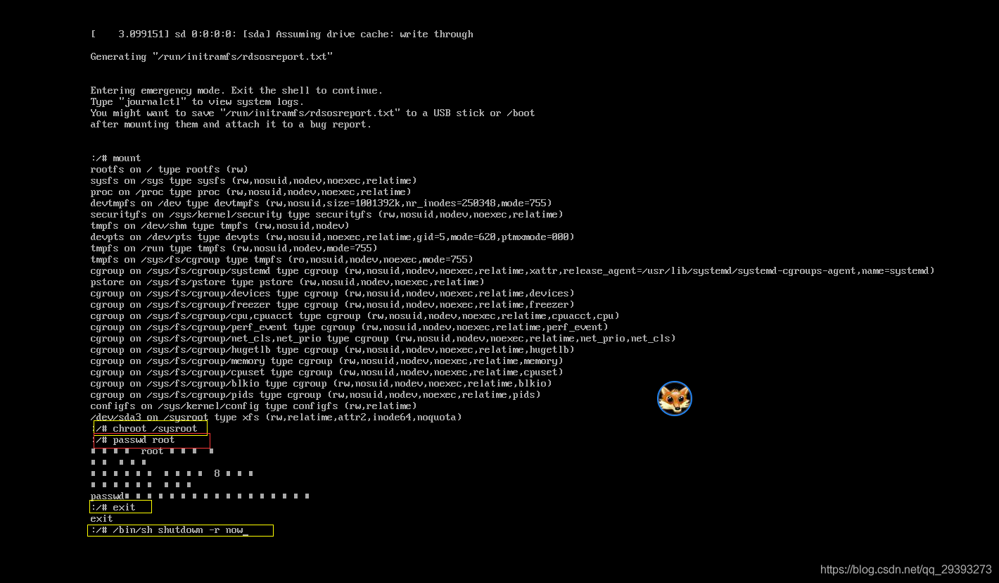 [    3.099151] sd 0:0:0:0: [sda] Assuming drive cache: write through
Generating "/run/initramfs/rdsosreport.txt"
Entering emergency mode. Exit the shell to continue.
Type "journalctl" to view system logs.
You might want to save "/run/initramfs/rdsosreport.txt" to a USB stick or /boot
after mounting them and attach it to a bug report.
:/# mount
rootfs on / type rootfs (rw)
sysfs on /sys type sysfs (rw,nosuid,nodev,noexec,relatime)
proc on /proc type proc (rw,nosuid,nodev,noexec,relatime)
devtmpfs on /dev type devtmpfs (rw,nosuid,size=1001392k,nr_inodes=250348,mode=755)
securityfs on /sys/kernel/security type securityfs (rw,nosuid,nodev,noexec,relatime)
tmpfs on /dev/shm type tmpfs (rw,nosuid,nodev)
devpts on /dev/pts type devpts (rw,nosuid,noexec,relatime,gid=5,mode=620,ptmxmode=000)
tmpfs on /run type tmpfs (rw,nosuid,nodev,mode=755)
tmpfs on /sys/fs/cgroup type tmpfs (ro,nosuid,nodev,noexec,mode=755)
cgroup on /sys/fs/cgroup/systemd type cgroup (rw,nosuid,nodev,noexec,relatime,xattr,release_agent=/usr/lib/systemd/systemd-cgroups-agent,name=systemd)
pstore on /sys/fs/pstore type pstore (rw,nosuid,nodev,noexec,relatime)
cgroup on /sys/fs/cgroup/devices type cgroup (rw,nosuid,nodev,noexec,relatime,devices)
cgroup on /sys/fs/cgroup/freezer type cgroup (rw,nosuid,nodev,noexec,relatime,freezer)
cgroup on /sys/fs/cgroup/cpu,cpuacct type cgroup (rw,nosuid,nodev,noexec,relatime,cpuacct,cpu)
cgroup on /sys/fs/cgroup/perf_event type cgroup (rw,nosuid,nodev,noexec,relatime,perf_event)
cgroup on /sys/fs/cgroup/net_cls,net_prio type cgroup (rw,nosuid,nodev,noexec,relatime,net_prio,net_cls)
cgroup on /sys/fs/cgroup/hugetlb type cgroup (rw,nosuid,nodev,noexec,relatime,hugetlb)
cgroup on /sys/fs/cgroup/memory type cgroup (rw,nosuid,nodev,noexec,relatime,memory)
cgroup on /sys/fs/cgroup/cpuset type cgroup (rw,nosuid,nodev,noexec,relatime,cpuset)
cgroup on /sys/fs/cgroup/blkio type cgroup (rw,nosuid,nodev,noexec,relatime,blkio)
cgroup on /sys/fs/cgroup/pids type cgroup (rw,nosuid,nodev,noexec,relatime,pids)
configfs on /sys/kernel/config type configfs (rw,relatime)
/dev/sda3 on /sysroot type xfs (rw,relatime,attr2,inode64,noquota)
:/# chroot /sysroot
:/# passwd root
root
8
passwd
:/# exit
exit
:/# /bin/sh shutdown -r now_
https://blog.csdn.net/qq_29393273